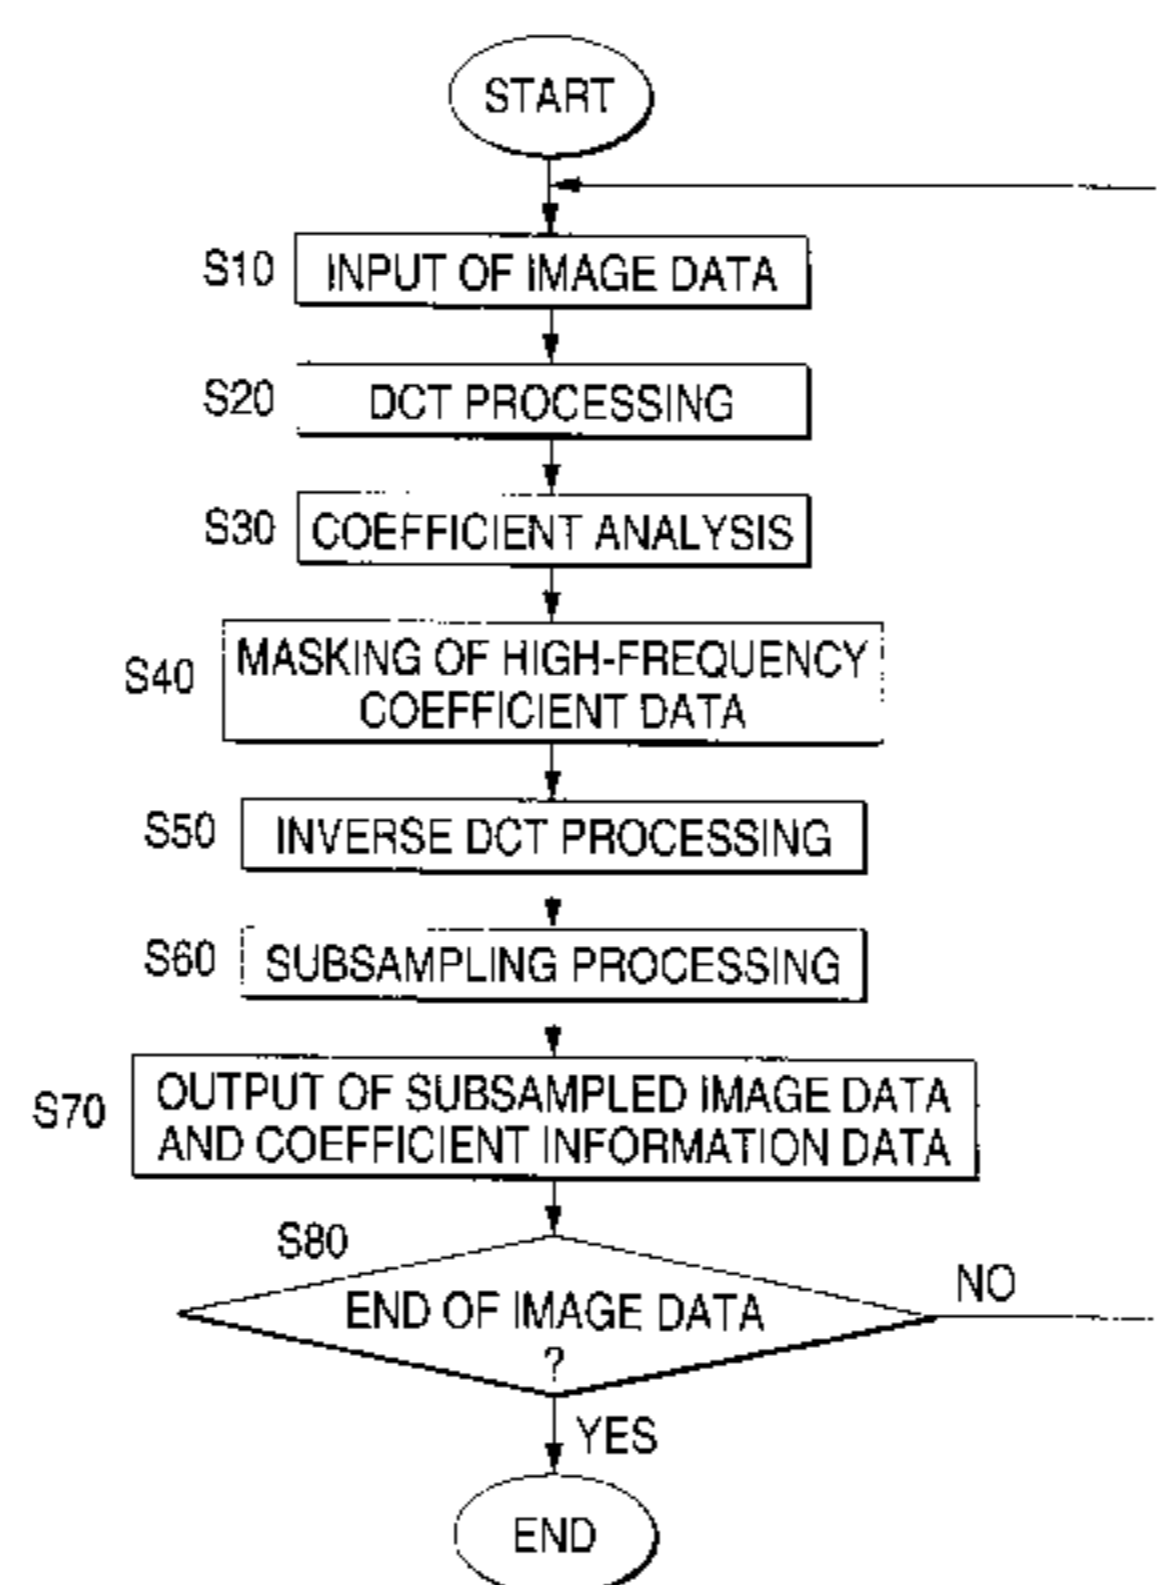 START
S10 INPUT OF IMAGE DATA
S20 DCT PROCESSING
S30 COEFFICIENT ANALYSIS
S40 MASKING OF HIGH-FREQUENCY
COEFFICIENT DATA
S50 INVERSE DCT PROCESSING
S60 SUBSAMPLING PROCESSING
S70 OUTPUT OF SUBSAMPLED IMAGE DATA
AND COEFFICIENT INFORMATION DATA
S80
END OF IMAGE DATA
?
NO
YES
END